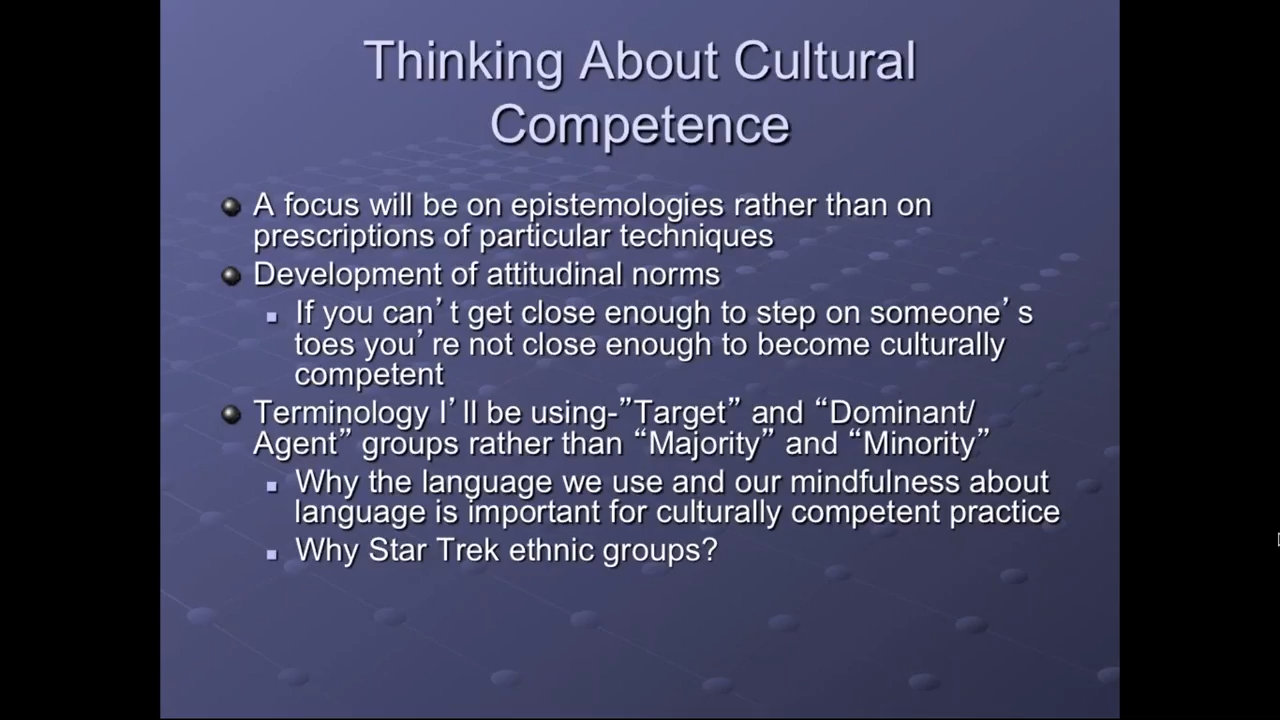 Thinking About Cultural
Competence
A focus will be on epistemologies rather than on
prescriptions of particular techniques
Development of attitudinal norms
If you can’ t get close enough to step on someone’ s
toes you’ re not close enough to become culturally
competent
Terminology I’ ll be using-”Target” and “Dominant/
Agent” groups rather than “Majority” and “Minority”
Why the language we use and our mindfulness about
language is important for culturally competent practice
Why Star Trek ethnic groups?